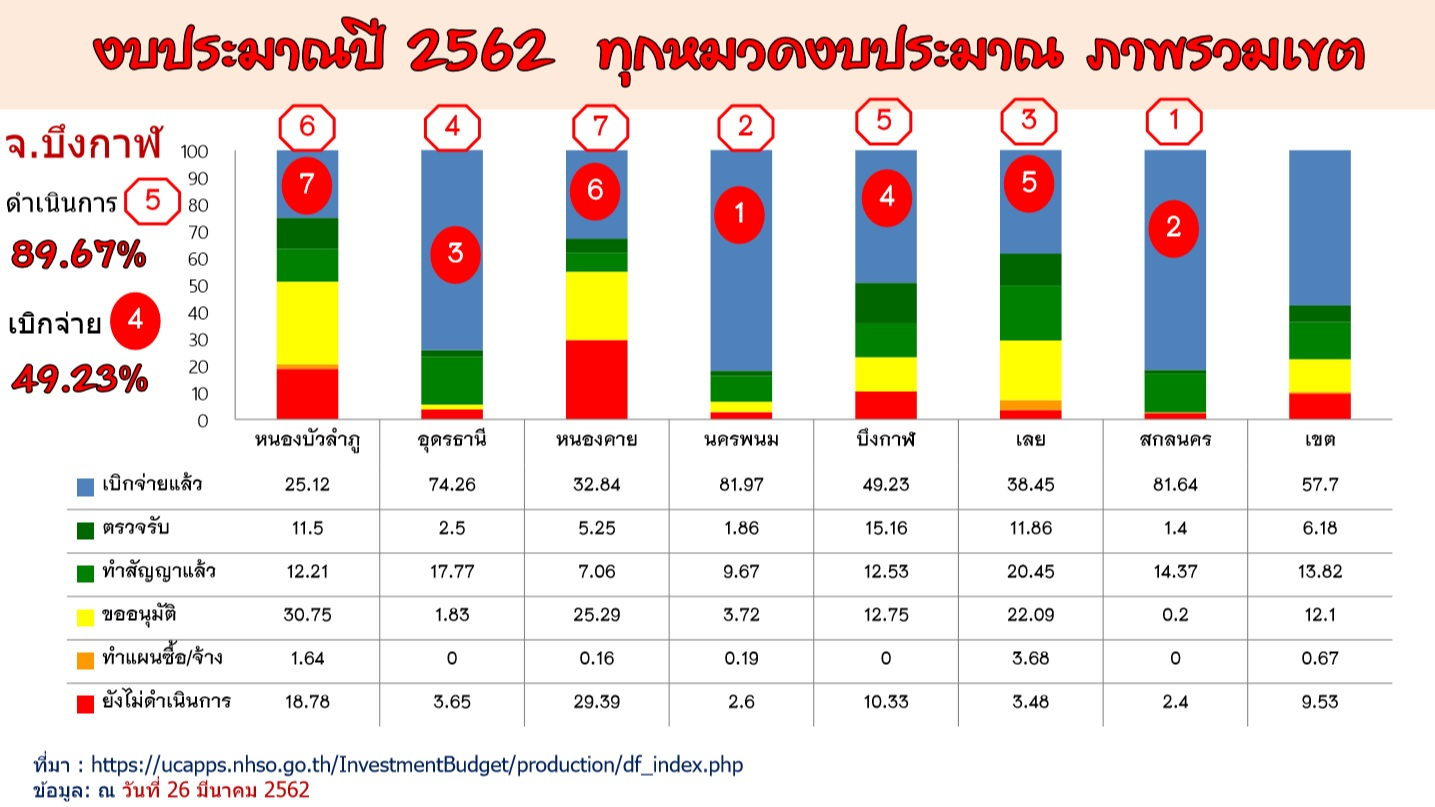 งบประมาณปี 2562 ทุกหมวดงบประมาณ ภาพรวมเขต
จ.บึงกาฬ
ดำเนินการ 5
89.67%
เบิกจ่าย 4
49.23%
6 4 7 2 5 3 1
7 3 6 1 4 5 2
100
90
80
70
60
50
40
30
20
10
0
หนองบัวลำภู อุดรธานี หนองคาย นครพนม บึงกาฬ เลย สกลนคร เขต
เบิกจ่ายแล้ว 25.12 74.26 32.84 81.97 49.23 38.45 81.64 57.7
ตรวจรับ 11.5 2.5 5.25 1.86 15.16 11.86 1.4 6.18
ทำสัญญาแล้ว 12.21 17.77 7.06 9.67 12.53 20.45 14.37 13.82
ขออนุมัติ 30.75 1.83 25.29 3.72 12.75 22.09 0.2 12.1
ทำแผนซื้อ/จ้าง 1.64 0 0.16 0.19 0 3.68 0 0.67
ยังไม่ดำเนินการ 18.78 3.65 29.39 2.6 10.33 3.48 2.4 9.53
ที่มา : https://ucapps.nhso.go.th/InvestmentBudget/production/df_index.php
ข้อมูล: ณ วันที่ 26 มีนาคม 2562